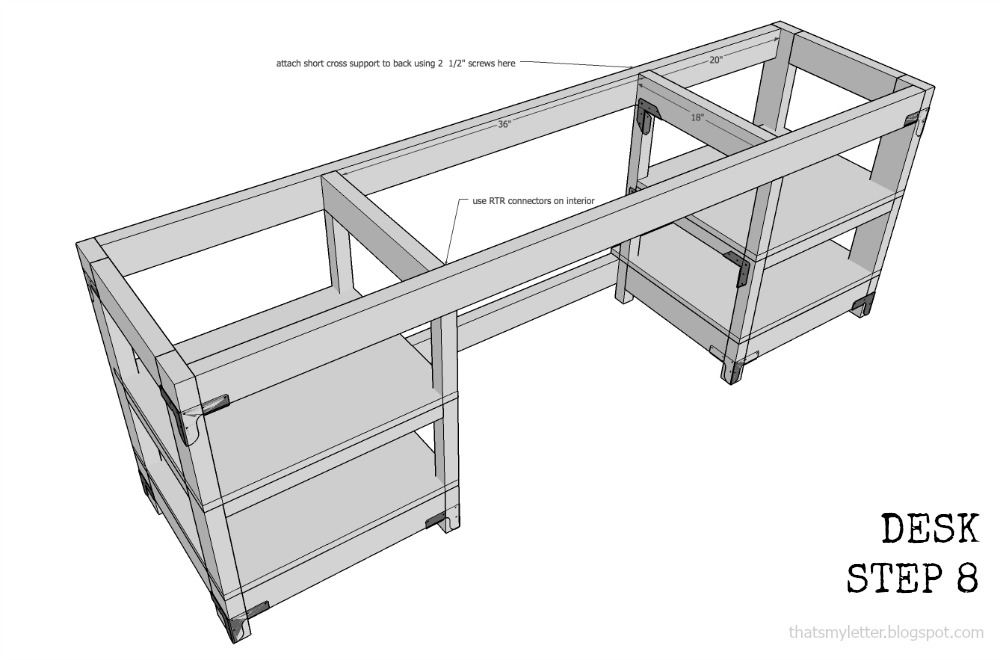 attach short cross support to back using 2  1/2" screws here
20"
18"
36"
use RTR connectors on interior
DESK
STEP 8
thatsmyletter.blogspot.com